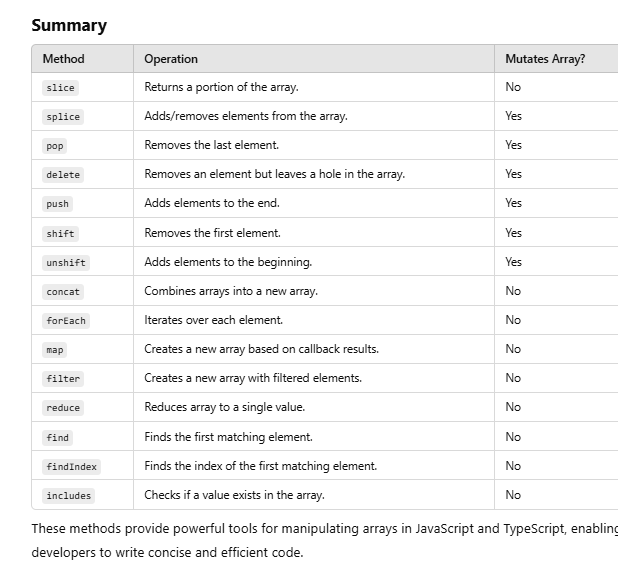 Summary
Method Operation Mutates Array?
slice Returns a portion of the array. No
splice Adds/removes elements from the array. Yes
pop Removes the last element. Yes
delete Removes an element but leaves a hole in the array. Yes
push Adds elements to the end. Yes
shift Removes the first element. Yes
unshift Adds elements to the beginning. Yes
concat Combines arrays into a new array. No
forEach Iterates over each element. No
map Creates a new array based on callback results. No
filter Creates a new array with filtered elements. No
reduce Reduces array to a single value. No
find Finds the first matching element. No
findIndex Finds the index of the first matching element. No
includes Checks if a value exists in the array. No
These methods provide powerful tools for manipulating arrays in JavaScript and TypeScript, enabling
developers to write concise and efficient code.